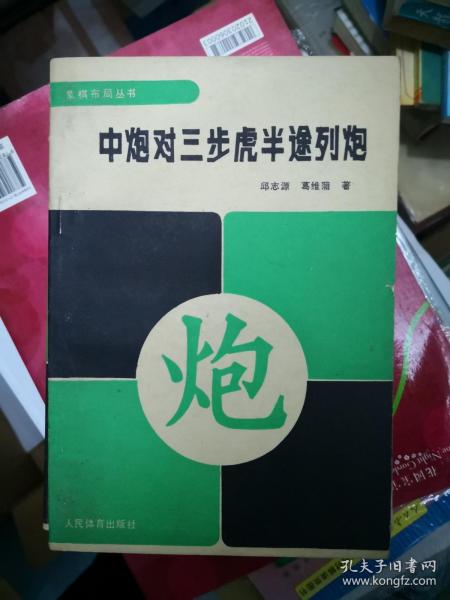 象棋布局丛书
中炮对三步虎半途列炮
邱志源 葛维蒲 著
炮
人民体育出版社
孔夫子旧书网
www.kongfz.com